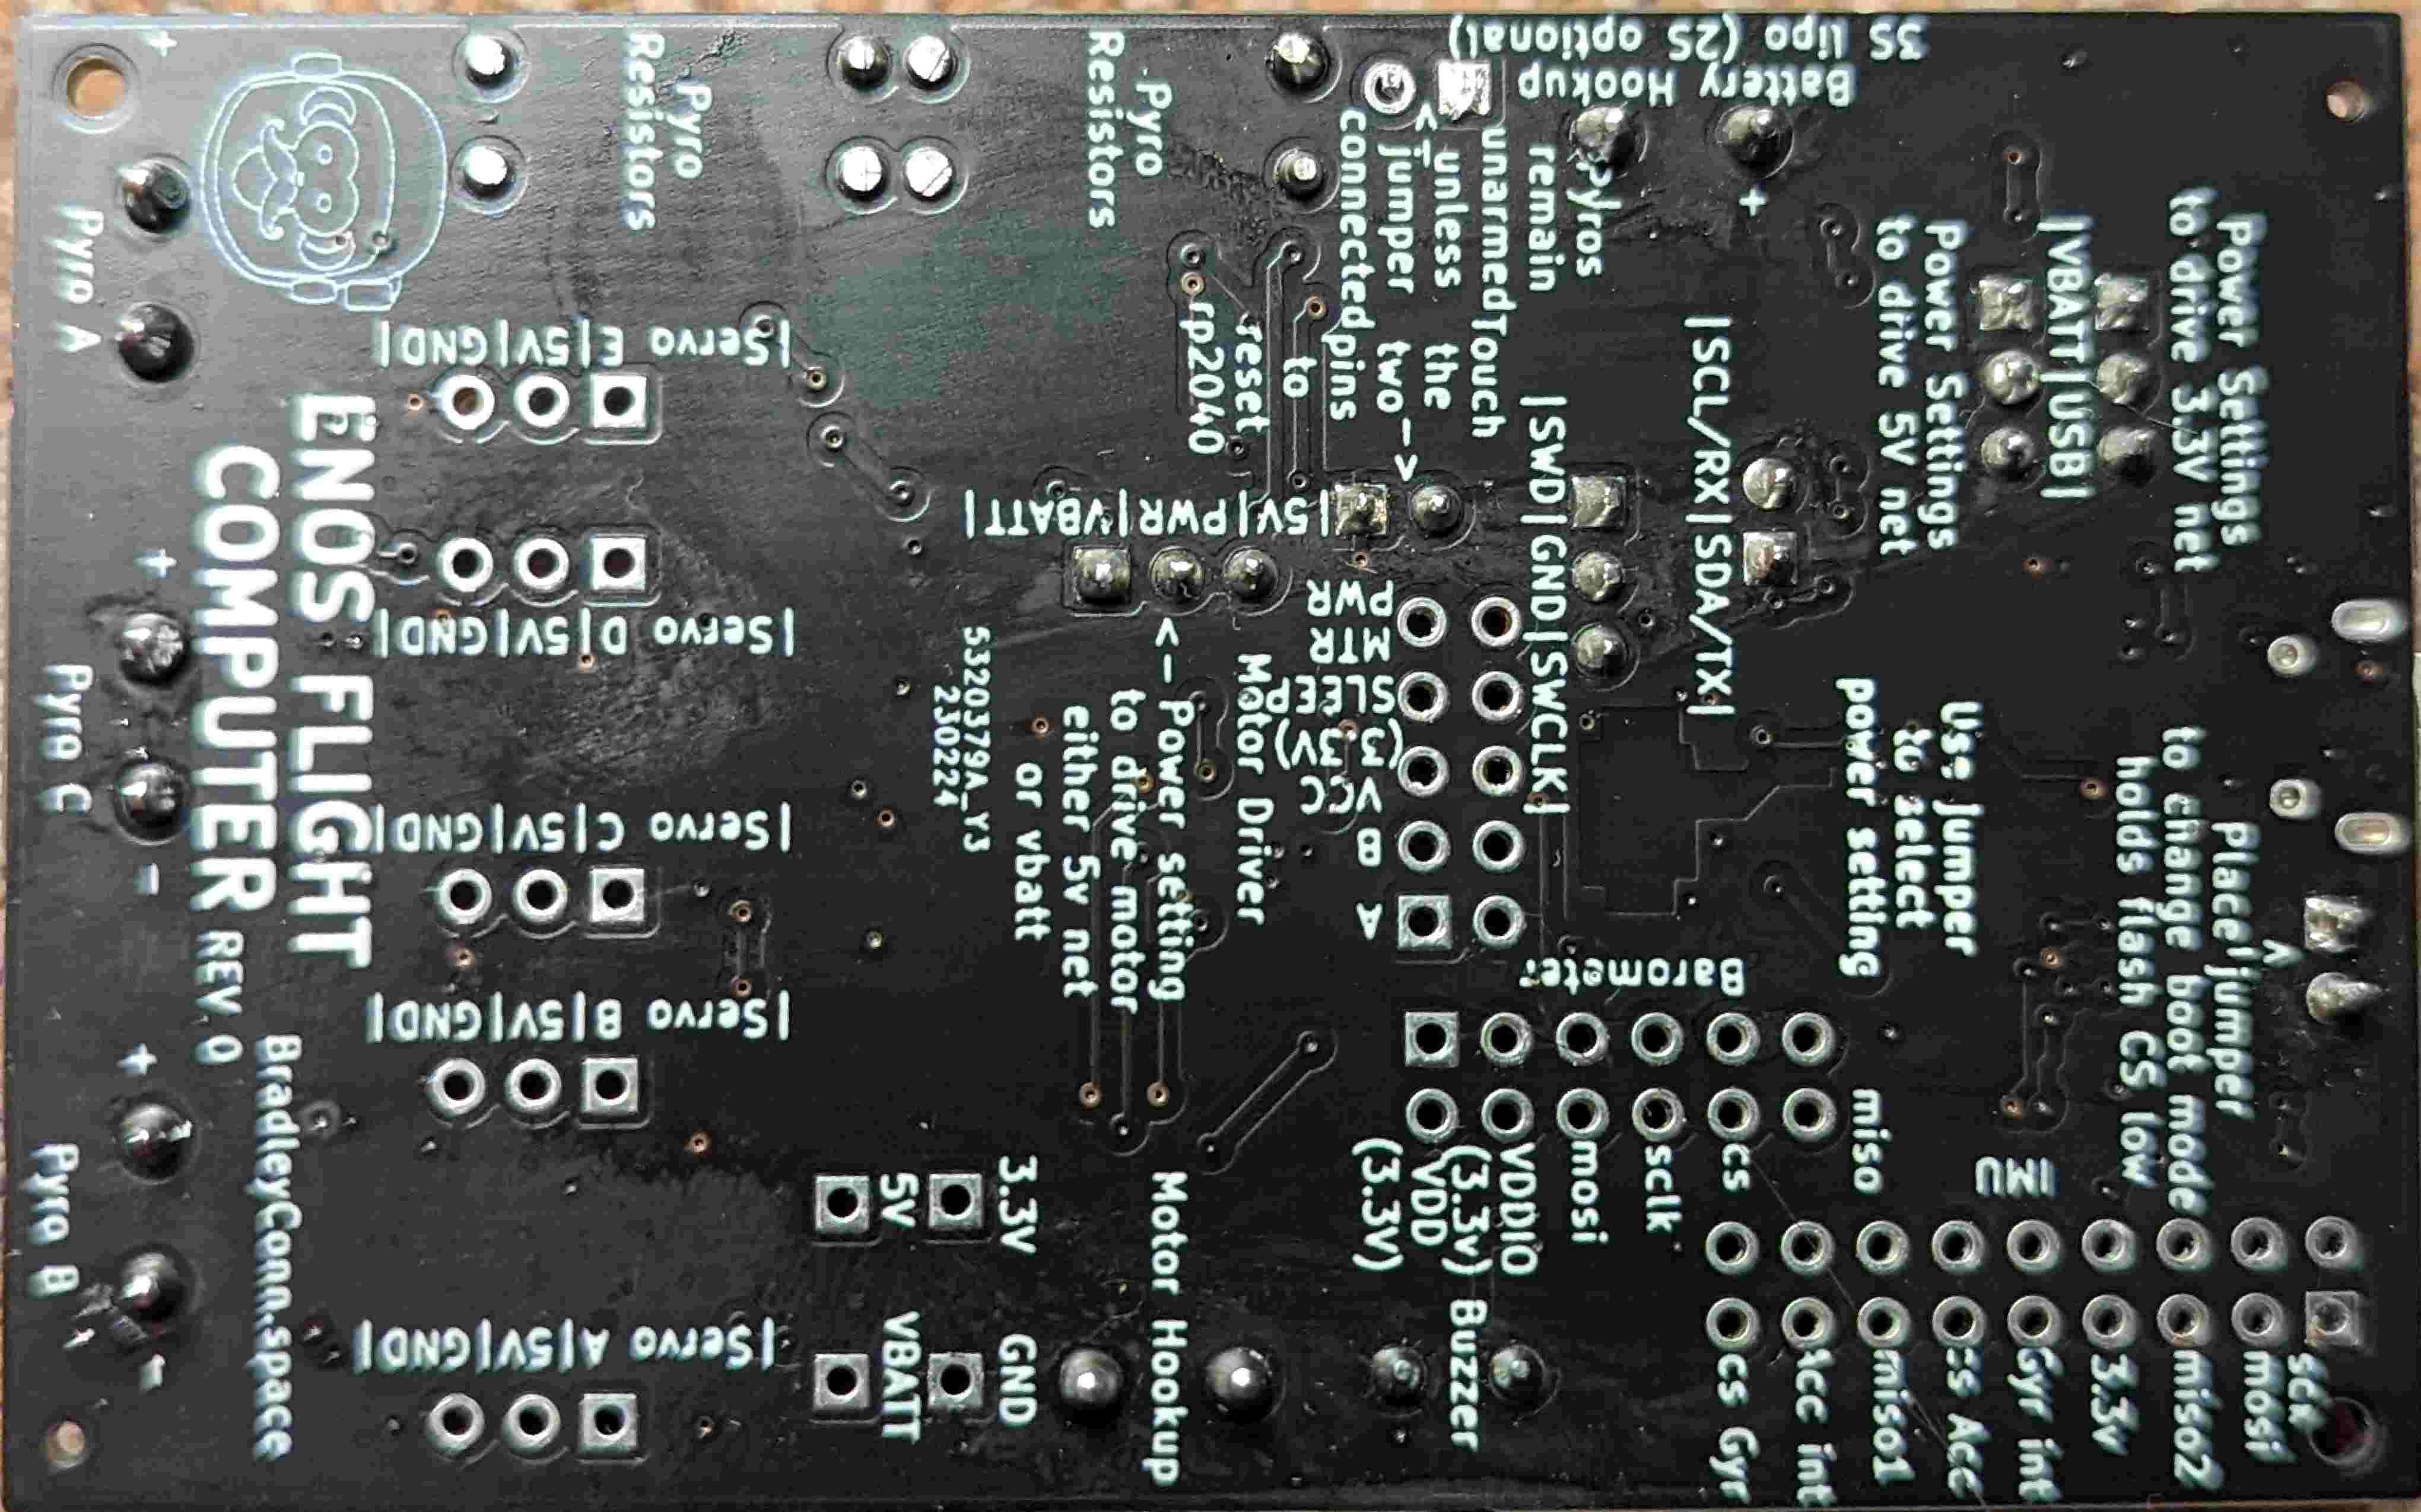 3S lipo (2S optional)
Battery Hookup
+
-Pyro
Resistors
-Pyro
Resistors
-Pyro
Resistors
+
Pyro A
+
Pyro C
-
+
Pyro B
-
ENOS FLIGHT
COMPUTER REV 0
BradleyConn.space
|Servo E|5V|GND|
|Servo D|5V|GND|
|Servo C|5V|GND|
|Servo B|5V|GND|
|Servo A|5V|GND|
Pyros
remain
unarmed
unless the
jumper two
connected pins
Touch
to
reset
rp2040
-->
|5V|PWR|VBATT|
<-- Power setting
to drive motor
either 5v net
or vbatt
5320379A_Y3
230224
Motor Driver
PWR
MTR
SLEEP
(3.3V)
VCC
B
A
|SWD|GND|SWCLK|
|SCL/RX|SDA/TX|
Power Settings
to drive 5V net
|VBATT|USB|
Power Settings
to drive 3.3V net
Use jumper
to select
power setting
Place jumper
to change boot mode
holds flash CS low
^
Barometer
VDD
(3.3V)
VDDIO
(3.3v)
mosi
sclk
cs
miso
IMU
sck
mosi
miso2
3.3v
Gyr int
cs Acc
miso1
Acc int
cs Gyr
3.3V
5V
GND
VBATT
Motor Hookup
Buzzer